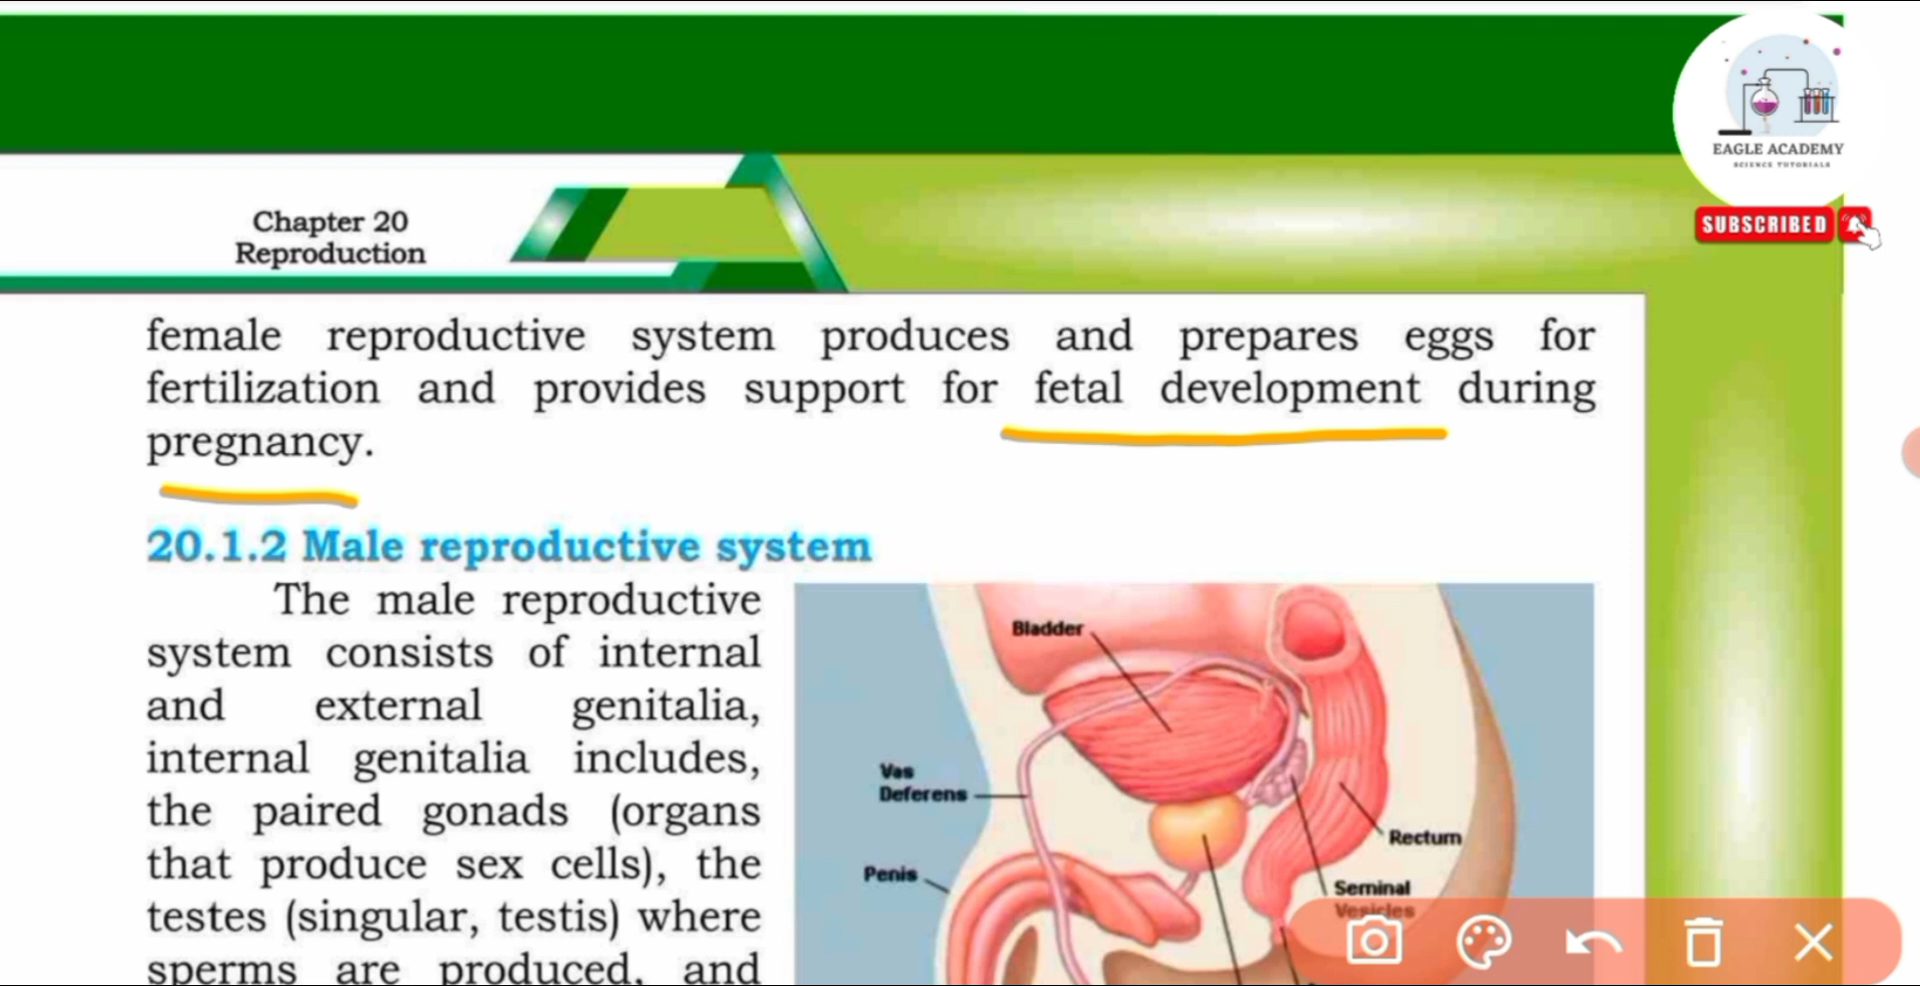 EAGLE ACADEMY
SCIENCE TUTORIALS
SUBSCRIBED
Chapter 20
Reproduction
female reproductive system produces and prepares eggs for
fertilization and provides support for fetal development during
pregnancy.
20.1.2 Male reproductive system
The male reproductive
system consists of internal
and external genitalia,
internal genitalia includes,
the paired gonads (organs
that produce sex cells), the
testes (singular, testis) where
sperms are produced, and
Bladder
Vas
Deferens
Penis
Rectum
Seminal
Vesicles